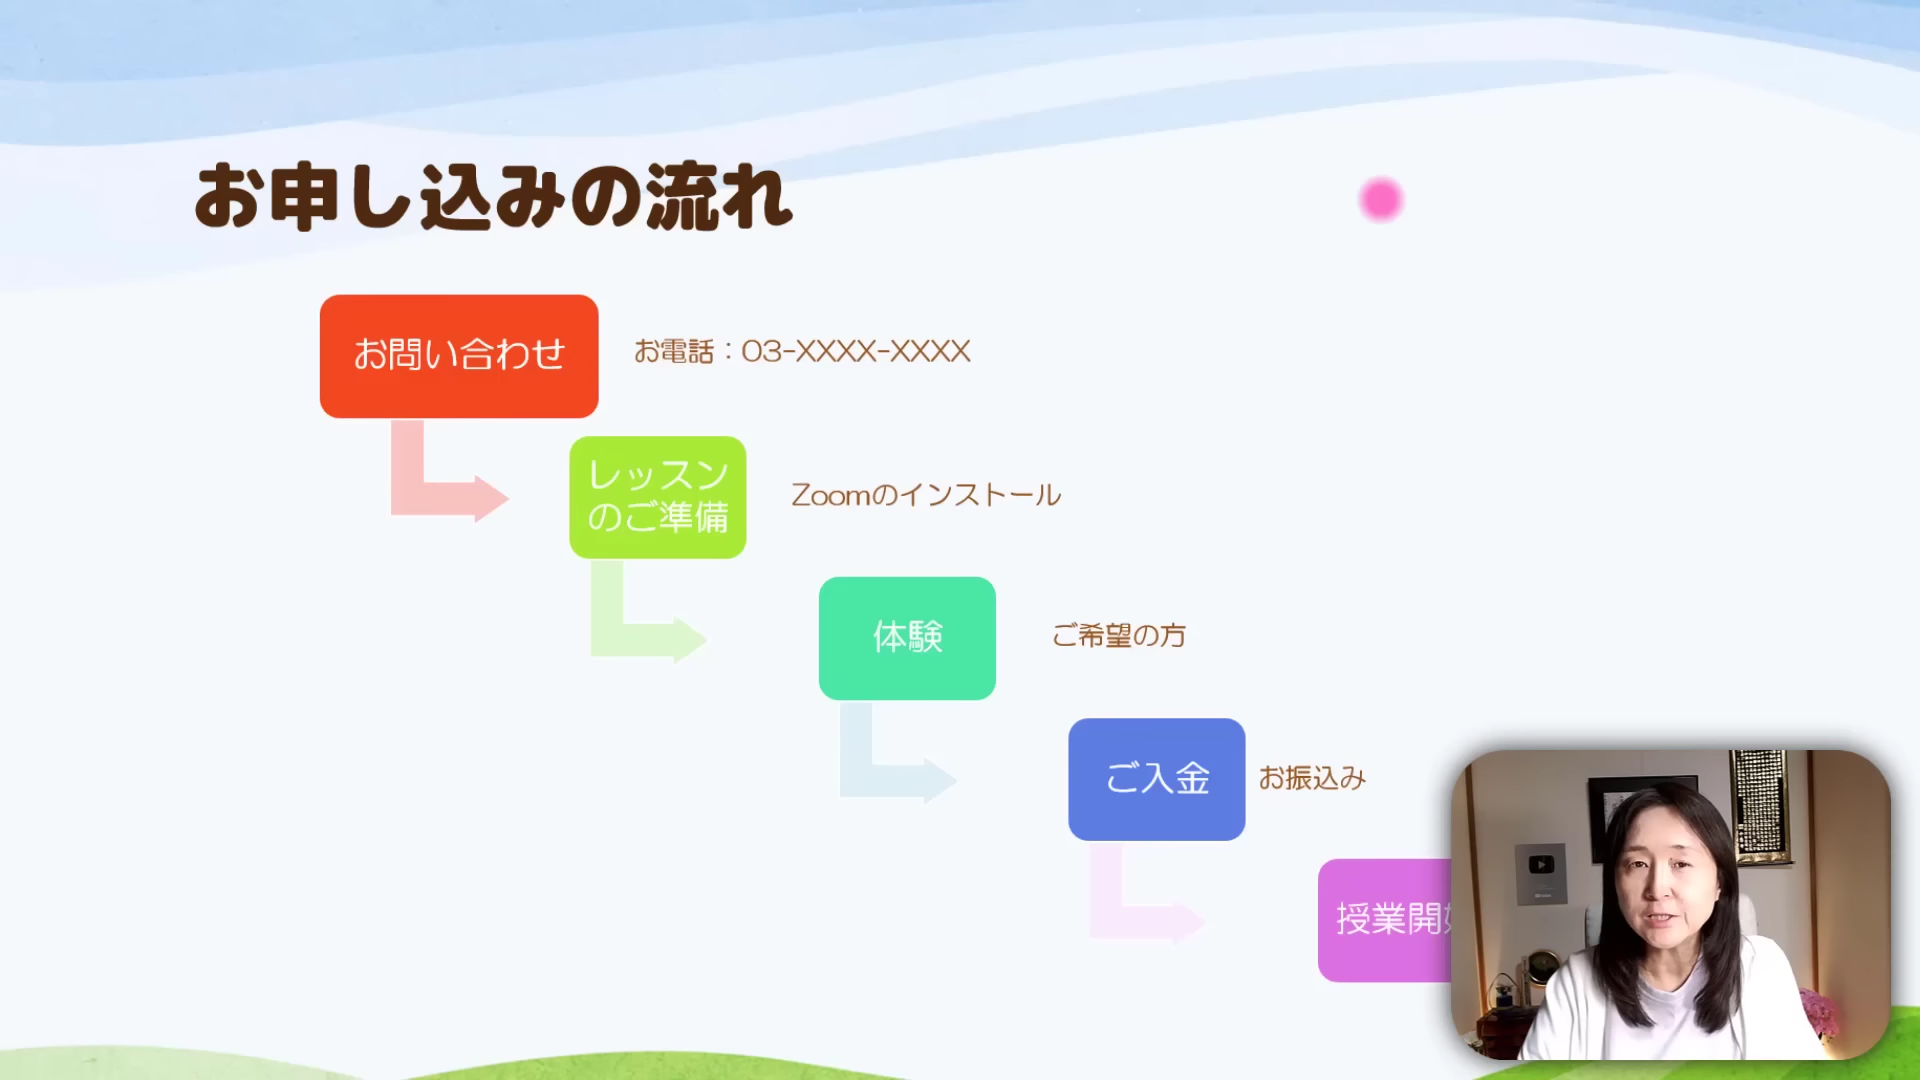 お申し込みの流れ
お問い合わせ
お電話：03-XXXX-XXXX
レッスン
のご準備
Zoomのインストール
体験
ご希望の方
ご入金
お振込み
授業開